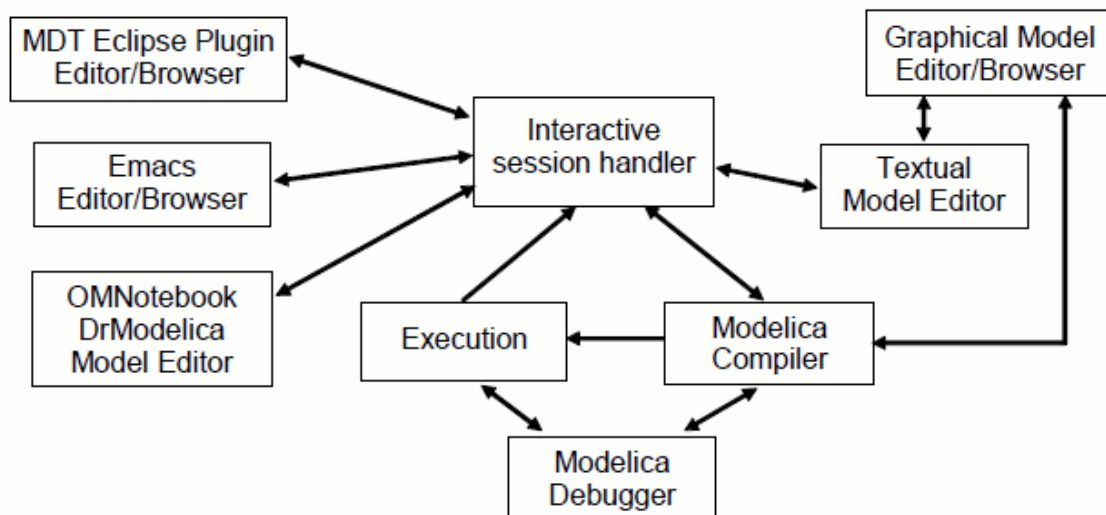 MDT Eclipse Plugin
Editor/Browser
Graphical Model
Editor/Browser
Interactive
session handler
Emacs
Editor/Browser
Textual
Model Editor
OMNotebook
DrModelica
Model Editor
Execution
Modelica
Compiler
Modelica
Debugger